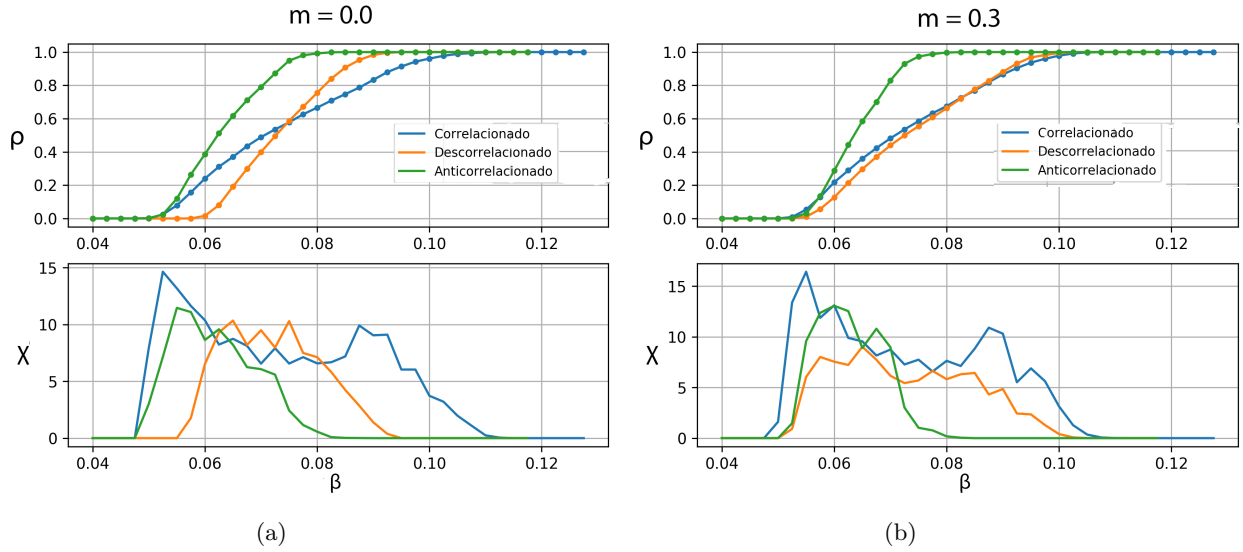 m = 0.0
1.0
0.8
0.6
0.4
0.2
0.0
ρ
Correlacionado
Descorrelacionado
Anticorrelacionado
0.04 0.06 0.08 0.10 0.12
15
10
5
0
χ
0.04 0.06 0.08 0.10 0.12
β
(a)
m = 0.3
1.0
0.8
0.6
0.4
0.2
0.0
ρ
Correlacionado
Descorrelacionado
Anticorrelacionado
0.04 0.06 0.08 0.10 0.12
15
10
5
0
χ
0.04 0.06 0.08 0.10 0.12
β
(b)